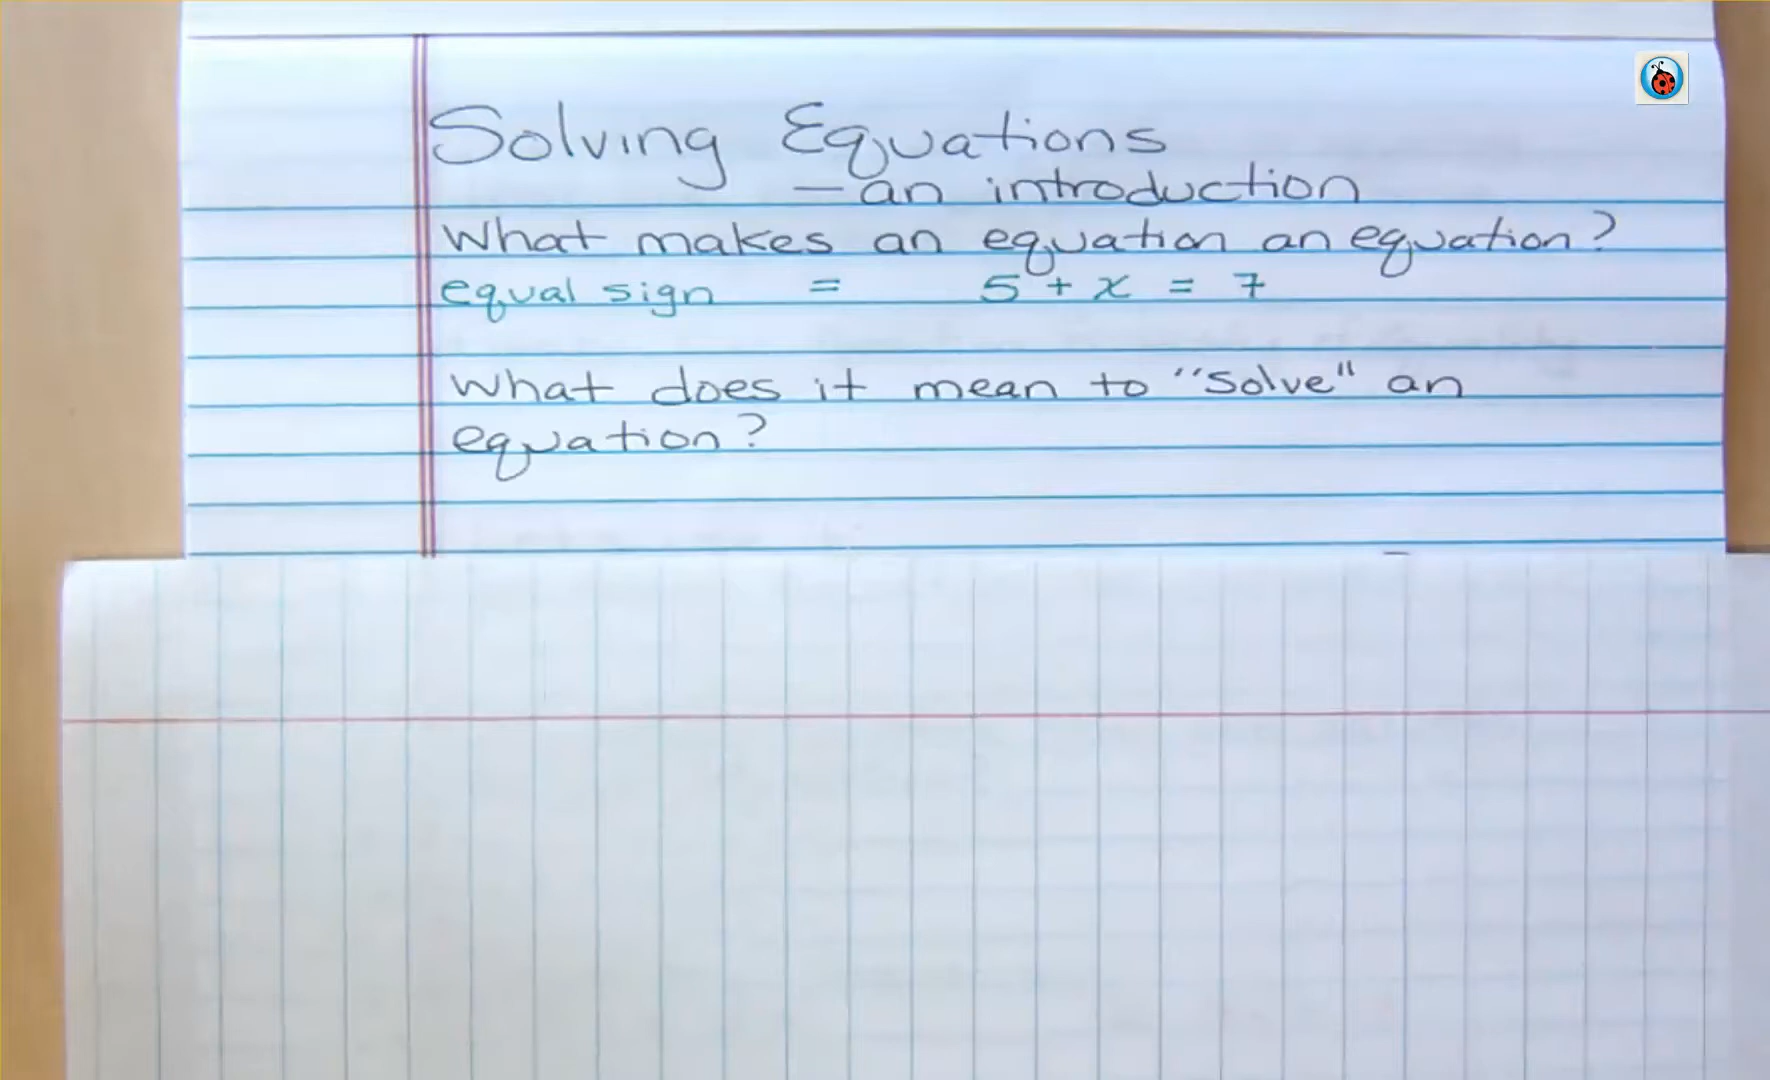 Solving Equations
— an introduction
What makes an equation an equation?
equal sign = 5 + x = 7
What does it mean to "solve" an
equation?